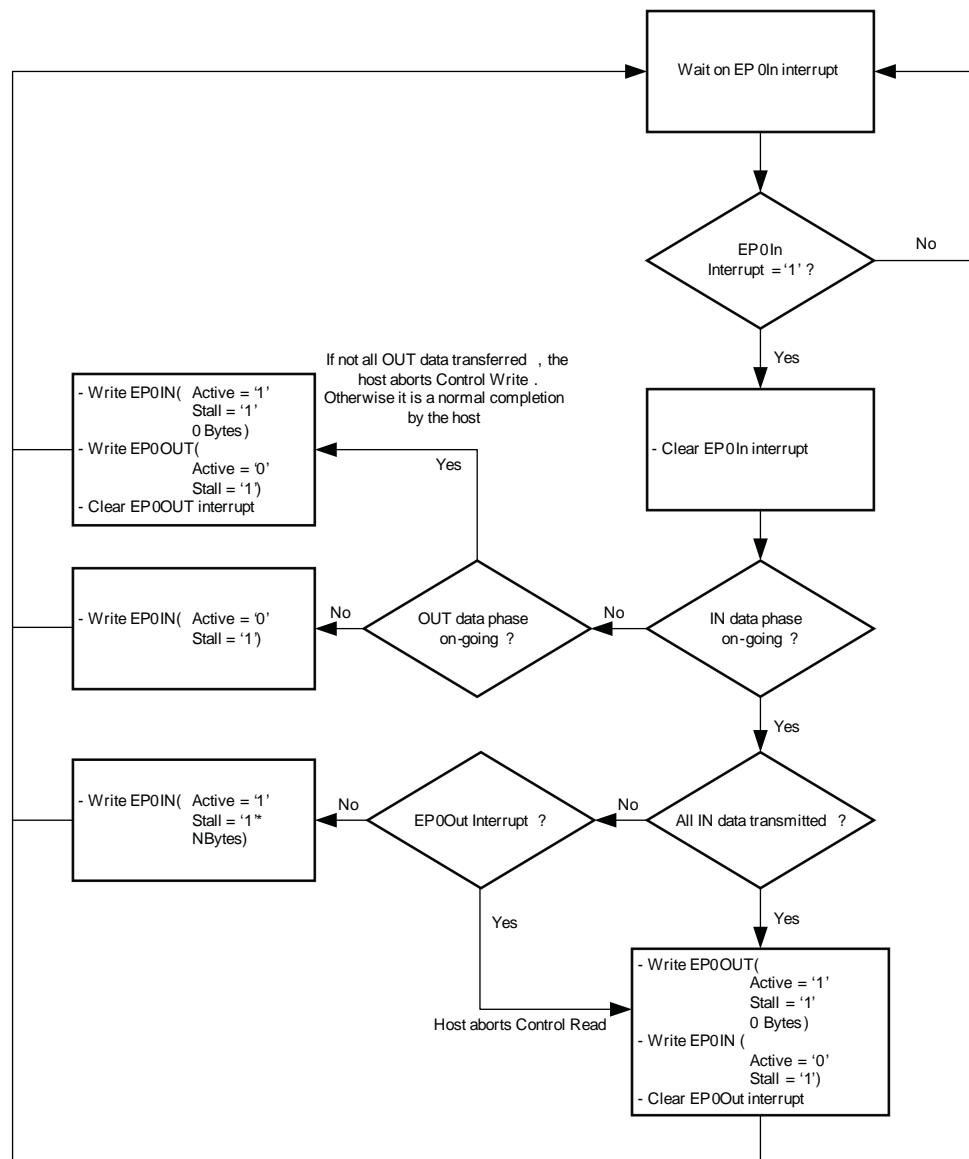 Wait on EP0In interrupt
EP0In
Interrupt = ‘1’ ?
No
Yes
If not all OUT data transferred , the
host aborts Control Write .
Otherwise it is a normal completion
by the host
- Write EP0IN( Active = ‘1’
Stall = ‘1’
0 Bytes)
- Write EP0OUT(
Active = ‘0’
Stall = ‘1’)
- Clear EP0OUT interrupt
Yes
- Clear EP0In interrupt
- Write EP0IN( Active = ‘0’
Stall = ‘1’)
No
OUT data phase
on-going ?
No
IN data phase
on-going ?
Yes
- Write EP0IN( Active = ‘1’
Stall = ‘1’*
NBytes)
No
EP0Out Interrupt ?
No
All IN data transmitted ?
Yes
Yes
Host aborts Control Read
- Write EP0OUT(
Active = ‘1’
Stall = ‘1’
0 Bytes)
- Write EP0IN (
Active = ‘0’
Stall = ‘1’)
- Clear EP0Out interrupt